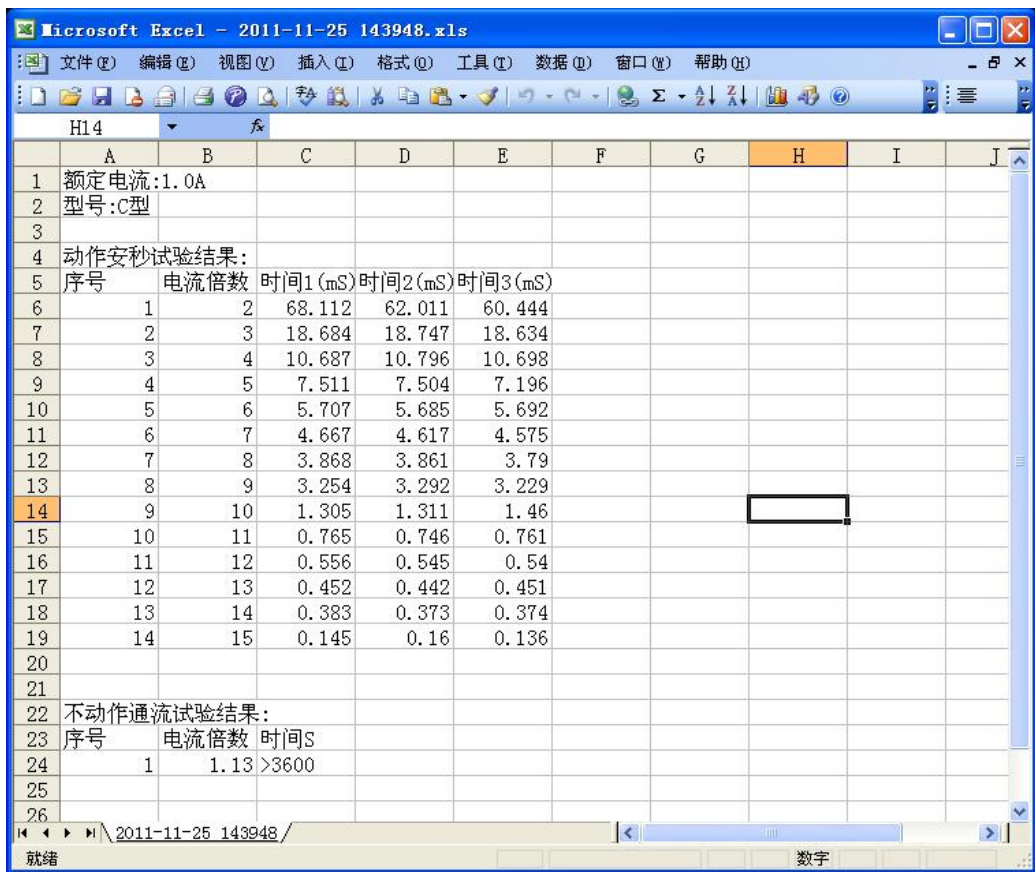 Microsoft Excel - 2011-11-25 143948.xls
文件(F) 编辑(E) 视图(V) 插入(I) 格式(O) 工具(T) 数据(D) 窗口(W) 帮助(H)
H14 fx
A B C D E F G H I J
1 额定电流:1.0A
2 型号:C型
3
4 动作安秒试验结果:
5 序号 电流倍数 时间1(mS) 时间2(mS) 时间3(mS)
6 1 2 68.112 62.011 60.444
7 2 3 18.684 18.747 18.634
8 3 4 10.687 10.796 10.698
9 4 5 7.511 7.504 7.196
10 5 6 5.707 5.685 5.692
11 6 7 4.667 4.617 4.575
12 7 8 3.868 3.861 3.79
13 8 9 3.254 3.292 3.229
14 9 10 1.305 1.311 1.46
15 10 11 0.765 0.746 0.761
16 11 12 0.556 0.545 0.54
17 12 13 0.452 0.442 0.451
18 13 14 0.383 0.373 0.374
19 14 15 0.145 0.16 0.136
20
21
22 不动作通流试验结果:
23 序号 电流倍数 时间S
24 1 1.13 >3600
25
26
2011-11-25 143948
就绪 数字